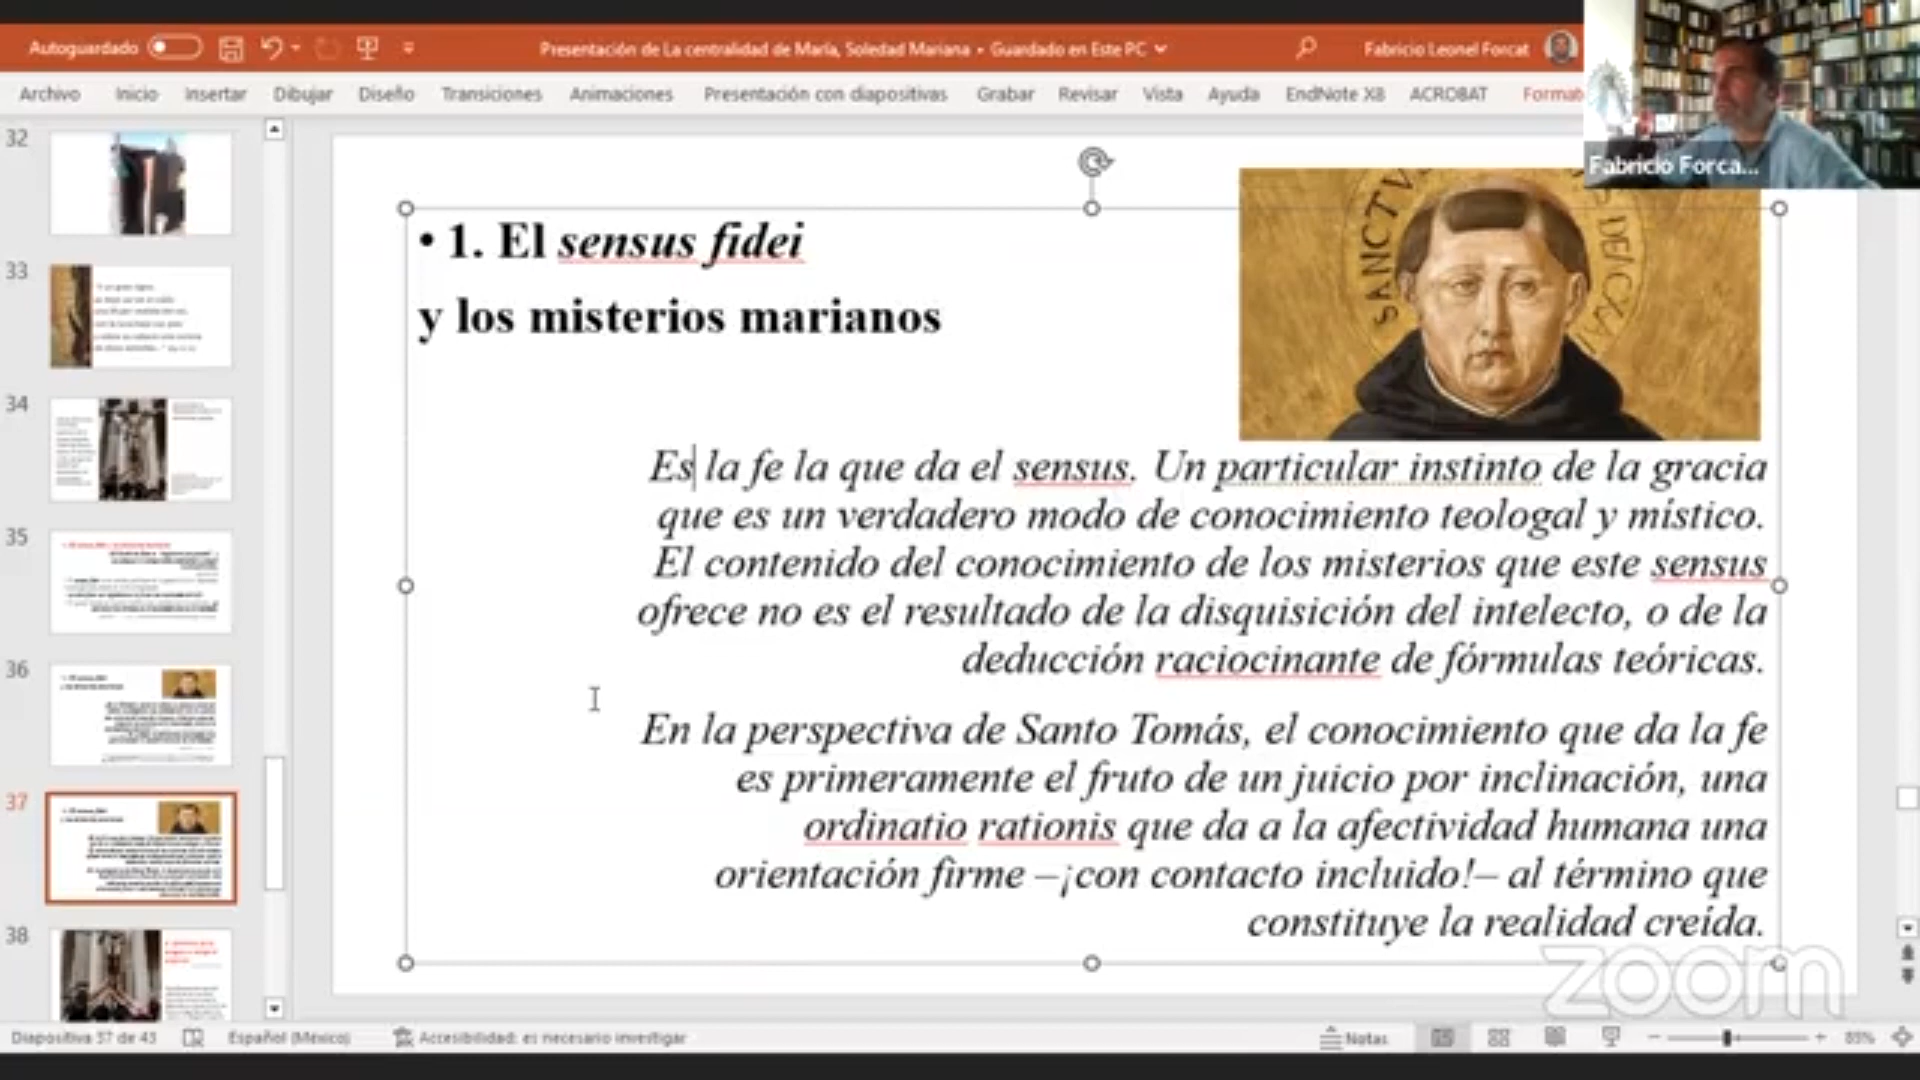 Autoguardado
Presentación de La centralidad de María, Soledad Mariana • Guardado en Este PC
Fabricio Leonel Forcat
Archivo Inicio Insertar Dibujar Diseño Transiciones Animaciones Presentación con diapositivas Grabar Revisar Vista Ayuda EndNote X8 ACROBAT
Fabricio Forca...
32
33
34
35
36
37
38
• 1. El sensus fidei
y los misterios marianos
SANCTVS
Es la fe la que da el sensus. Un particular instinto de la gracia
que es un verdadero modo de conocimiento teologal y místico.
El contenido del conocimiento de los misterios que este sensus
ofrece no es el resultado de la disquisición del intelecto, o de la
deducción raciocinante de fórmulas teóricas.
En la perspectiva de Santo Tomás, el conocimiento que da la fe
es primeramente el fruto de un juicio por inclinación, una
ordinatio rationis que da a la afectividad humana una
orientación firme –¡con contacto incluido!– al término que
constituye la realidad creída.
zoom
Diapositiva 37 de 43 Español (México) Accesibilidad: es necesario investigar Notas 85%